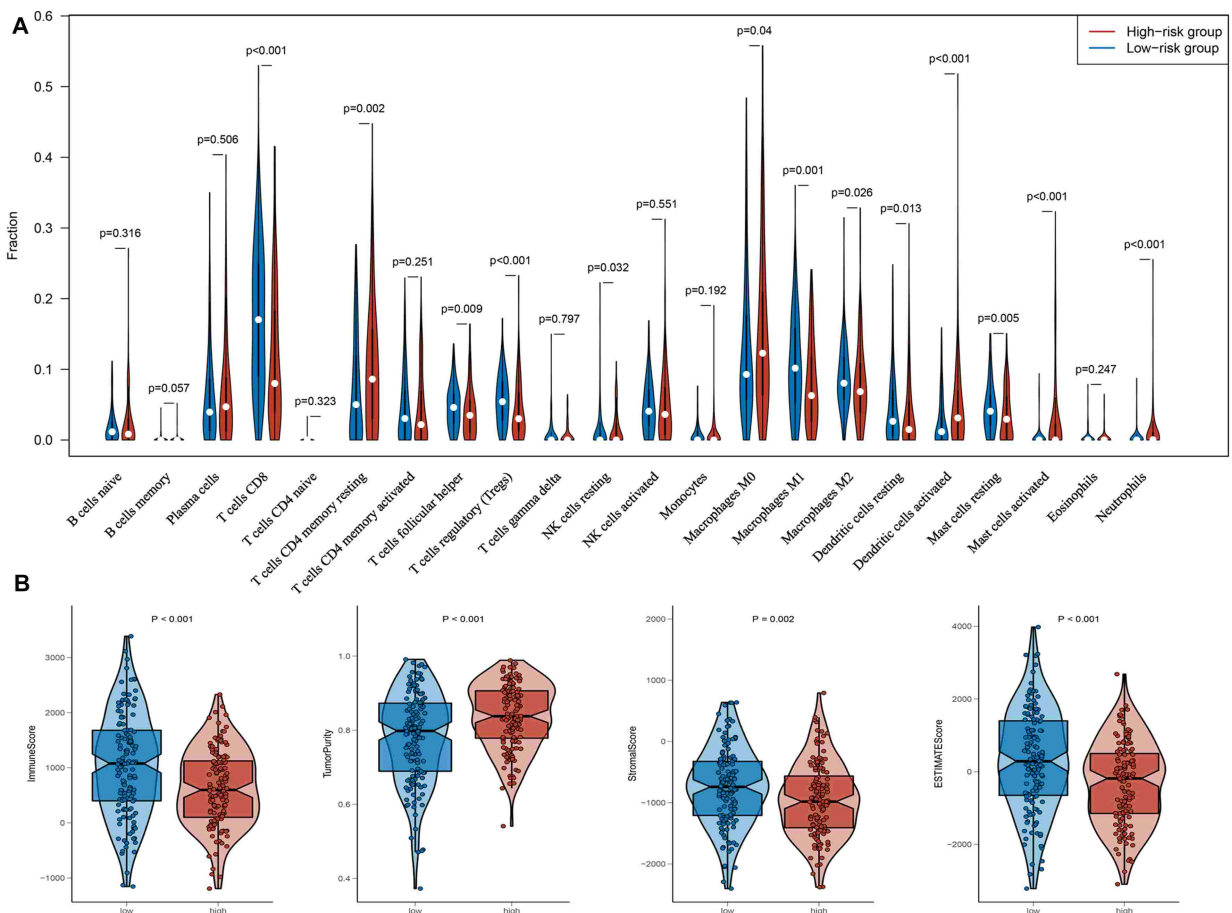 A
0.6
0.5
0.4
0.3
0.2
0.1
0.0
Fraction
High−risk group
Low−risk group
p=0.316
p=0.057
p=0.506
p<0.001
p=0.323
p=0.002
p=0.251
p=0.009
p<0.001
p=0.797
p=0.032
p=0.551
p=0.192
p=0.04
p=0.001
p=0.026
p=0.013
p<0.001
p=0.005
p<0.001
p=0.247
p<0.001
B cells naive
B cells memory
Plasma cells
T cells CD8
T cells CD4 naive
T cells CD4 memory resting
T cells CD4 memory activated
T cells follicular helper
T cells regulatory (Tregs)
T cells gamma delta
NK cells resting
NK cells activated
Monocytes
Macrophages M0
Macrophages M1
Macrophages M2
Dendritic cells resting
Dendritic cells activated
Mast cells resting
Mast cells activated
Eosinophils
Neutrophils
B
P < 0.001
3000
2000
1000
0
−1000
ImmuneScore
low
high
P < 0.001
1.0
0.8
0.6
0.4
TumorPurity
low
high
P = 0.002
2000
0
−1000
−2000
StromalScore
low
high
P < 0.001
4000
2000
0
−2000
ESTIMATEScore
low
high